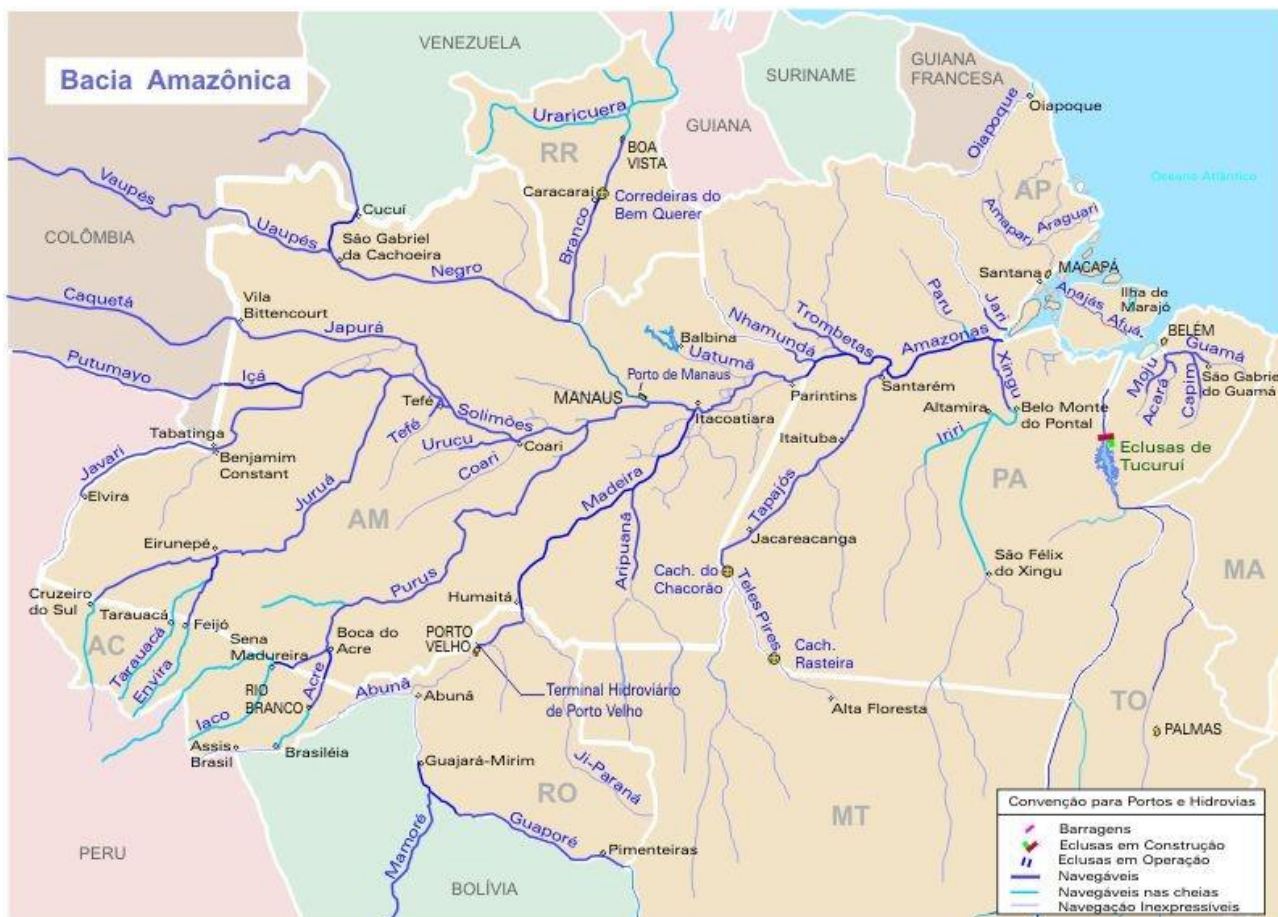 Bacia Amazônica
VENEZUELA
SURINAME
GUIANA
FRANCESA
GUIANA
COLÔMBIA
PERU
BOLÍVIA
Oceano Atlântico
RR
AP
AM
PA
AC
RO
MT
TO
MA
Uraricuera
BOA
VISTA
Caracaraí
Corredeiras do
Bem Querer
Branco
Oiapoque
Oiapoque
Amapari
Araguari
Vaupés
Cucuí
Uaupés
São Gabriel
da Cachoeira
Negro
Santana
MACAPÁ
Anajás
Ilha de
Marajó
Afuá
Caquetá
Vila
Bittencourt
Japurá
Balbina
Uatumã
Nhamundá
Trombetas
Paru
Jari
Amazonas
Xingu
BELÉM
Guamá
Moju
Acará
Capim
São Gabriel
do Guamá
Putumayo
Içá
Porto de Manaus
MANAUS
Itacoatiara
Parintins
Santarém
Altamira
Belo Monte
do Pontal
Tefé
Tefé
Solimões
Urucu
Coari
Coari
Tabatinga
Benjamim
Constant
Javari
Elvira
Juruá
Madeira
Itaituba
Iriri
Eclusas de
Tucuruí
Tapajós
Jacareacanga
Eirunepé
Purus
Aripuanã
Cach. do
Chacorão
São Félix
do Xingu
Cruzeiro
do Sul
Humaitá
Teles Pires
Tarauacá
Feijó
Boca do
Acre
PORTO
VELHO
Cach.
Rasteira
Sena
Madureira
Tarauacá
Envira
RIO
BRANCO
Acre
Abunã
Abunã
Terminal Hidroviário
de Porto Velho
Alta Floresta
Iaco
Assis
Brasil
Brasiléia
PALMAS
Guajará-Mirim
Ji-Paraná
Mamoré
Guaporé
Pimenteiras
Convenção para Portos e Hidrovias
Barragens
Eclusas em Construção
Eclusas em Operação
Navegáveis
Navegáveis nas cheias
Navegação Inexpressíveis